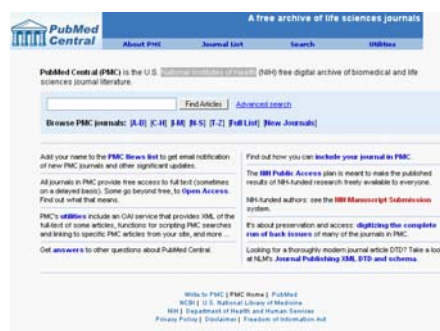 PubMed
Central
A free archive of life sciences journals
About PMC Journal List Search Utilities
PubMed Central (PMC) is the U.S. National Institutes of Health (NIH) free digital archive of biomedical and life
sciences journal literature.
Find Articles Advanced search
Browse PMC journals: [A-B] [C-H] [I-M] [N-S] [T-Z] [Full List] [New Journals]
Add your name to the PMC News list to get email notification
of new PMC journals and other significant updates.
All journals in PMC provide free access to full text (sometimes
on a delayed basis). Some go beyond free, to Open Access.
Find out what that means.
PMC's utilities include an OAI service that provides XML of the
full-text of some articles, functions for scripting PMC searches
and linking to specific PMC articles from your site, and more ...
Get answers to other questions about PubMed Central.
Find out how you can include your journal in PMC.
The NIH Public Access plan is meant to make the published
results of NIH-funded research freely available to everyone.
NIH-funded authors: see the NIH Manuscript Submission
system.
It's about preservation and access: digitizing the complete
run of back issues of many of the journals in PMC.
Looking for a thoroughly modern journal article DTD? Take a loo
at NLM's Journal Publishing XML DTD and schema.
Write to PMC | PMC Home | PubMed
NCBI | U.S. National Library of Medicine
NIH | Department of Health and Human Services
Privacy Policy | Disclaimer | Freedom of Information Act